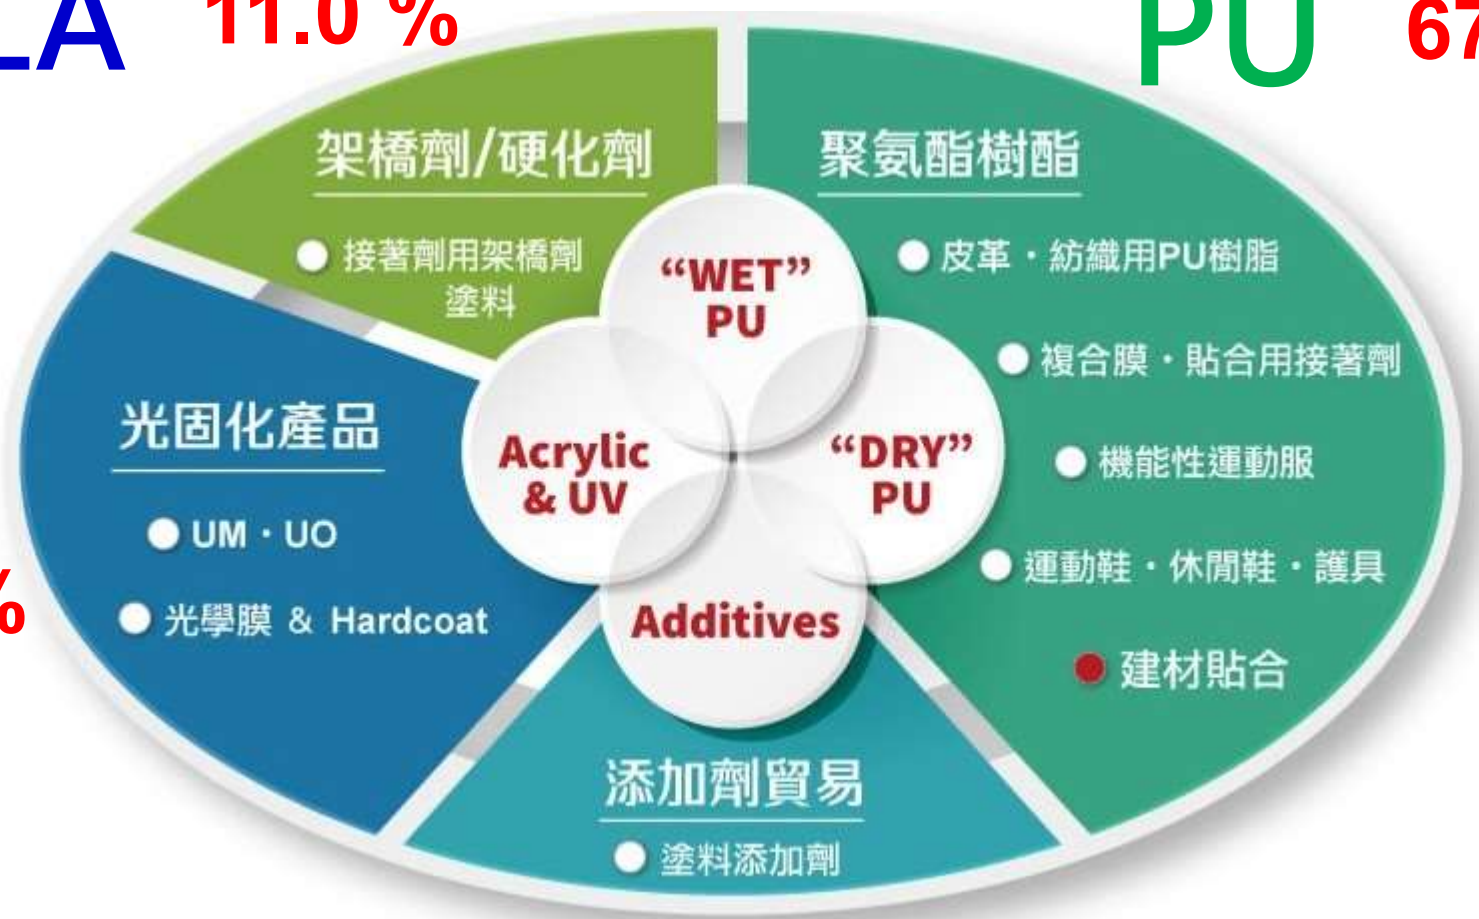 LA 11.0 %
PU 67
架橋劑/硬化劑
接著劑用架橋劑
塗料
聚氨酯樹酯
皮革・紡織用PU樹脂
複合膜・貼合用接著劑
機能性運動服
運動鞋・休閒鞋・護具
建材貼合
“WET”
PU
Acrylic
& UV
“DRY”
PU
Additives
光固化產品
UM・UO
光學膜 & Hardcoat
%
添加劑貿易
塗料添加劑